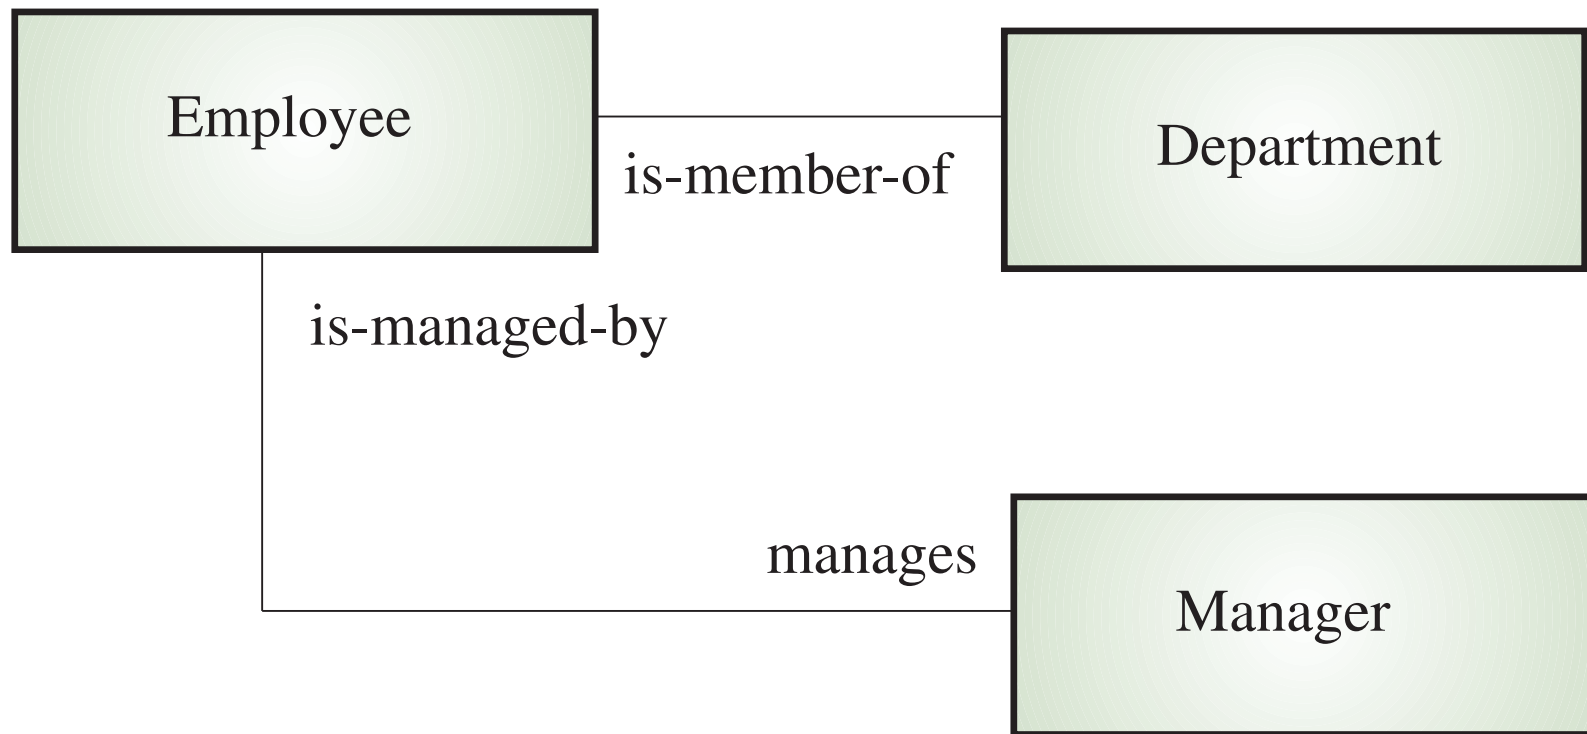 Employee
Department
is-member-of
is-managed-by
manages
Manager